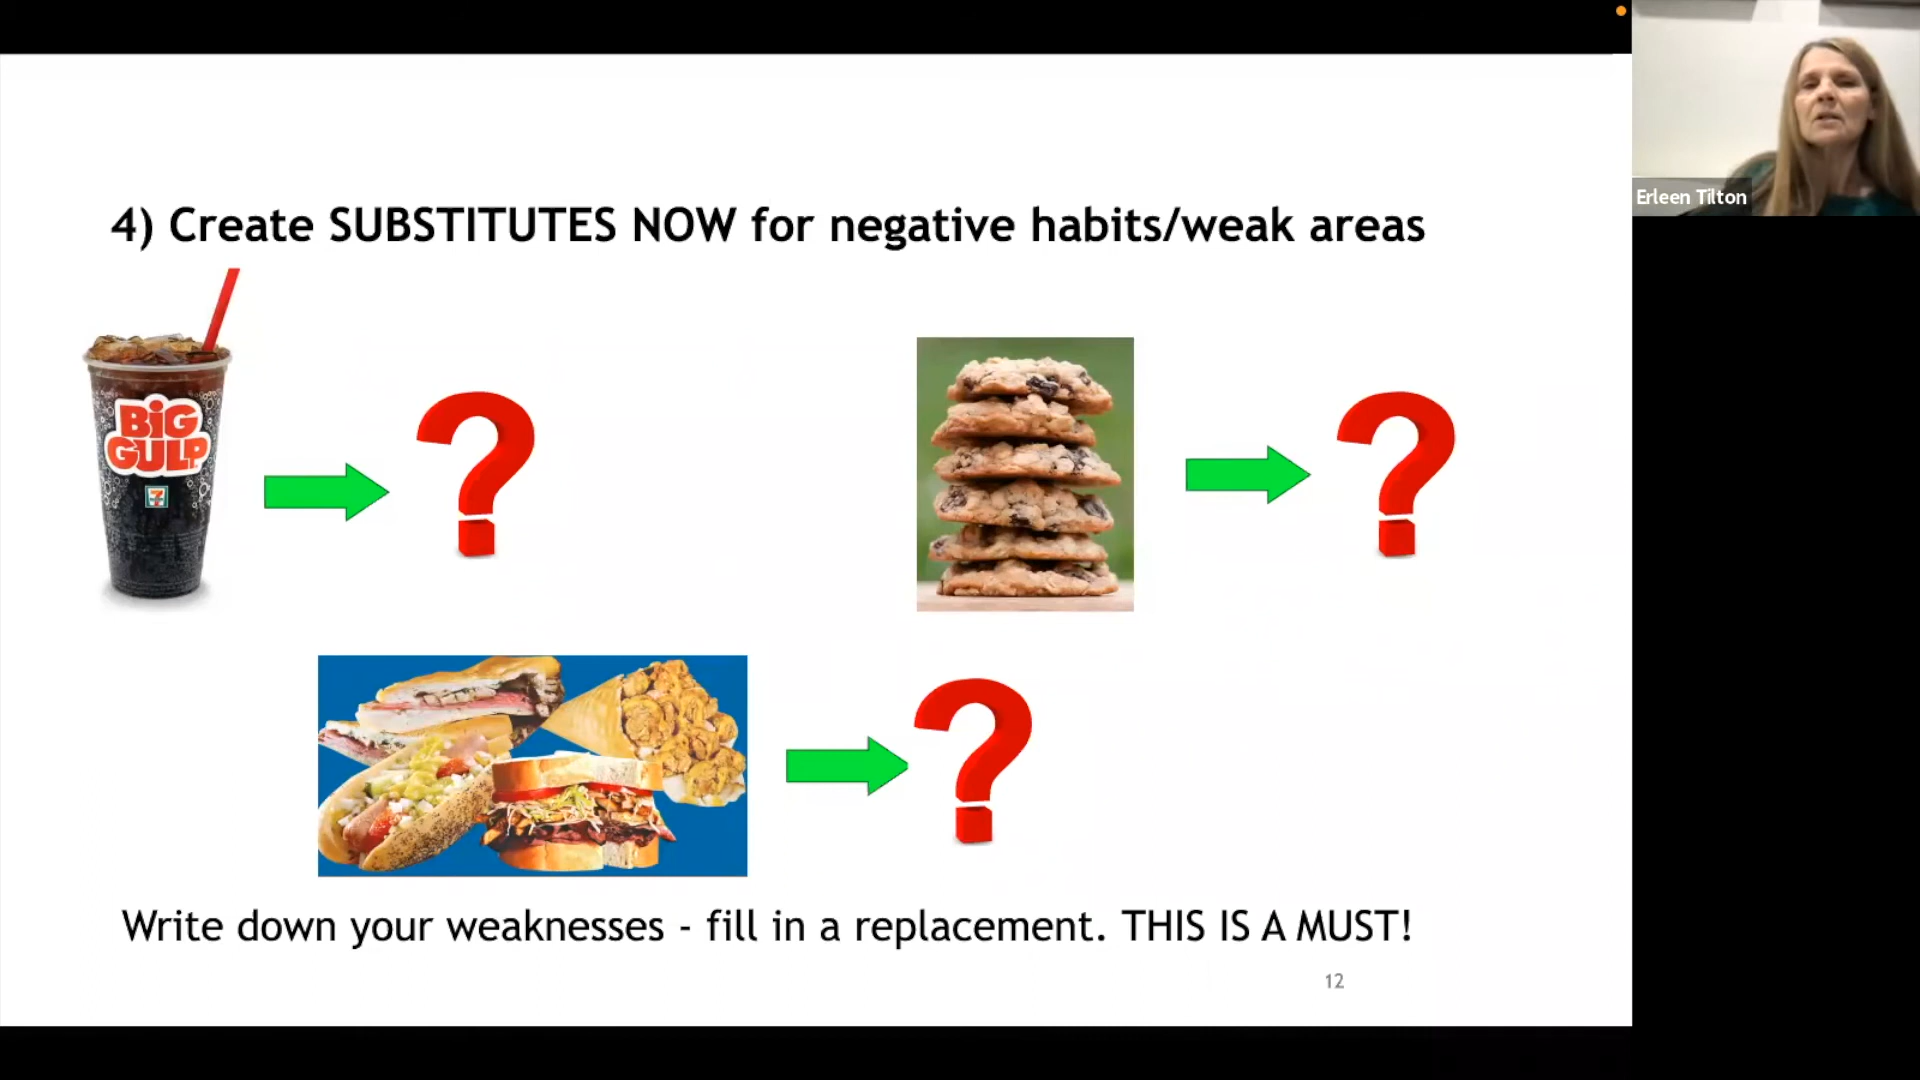 Erleen Tilton
4) Create SUBSTITUTES NOW for negative habits/weak areas
BiG
GULP
7
?
?
?
Write down your weaknesses - fill in a replacement. THIS IS A MUST!
12